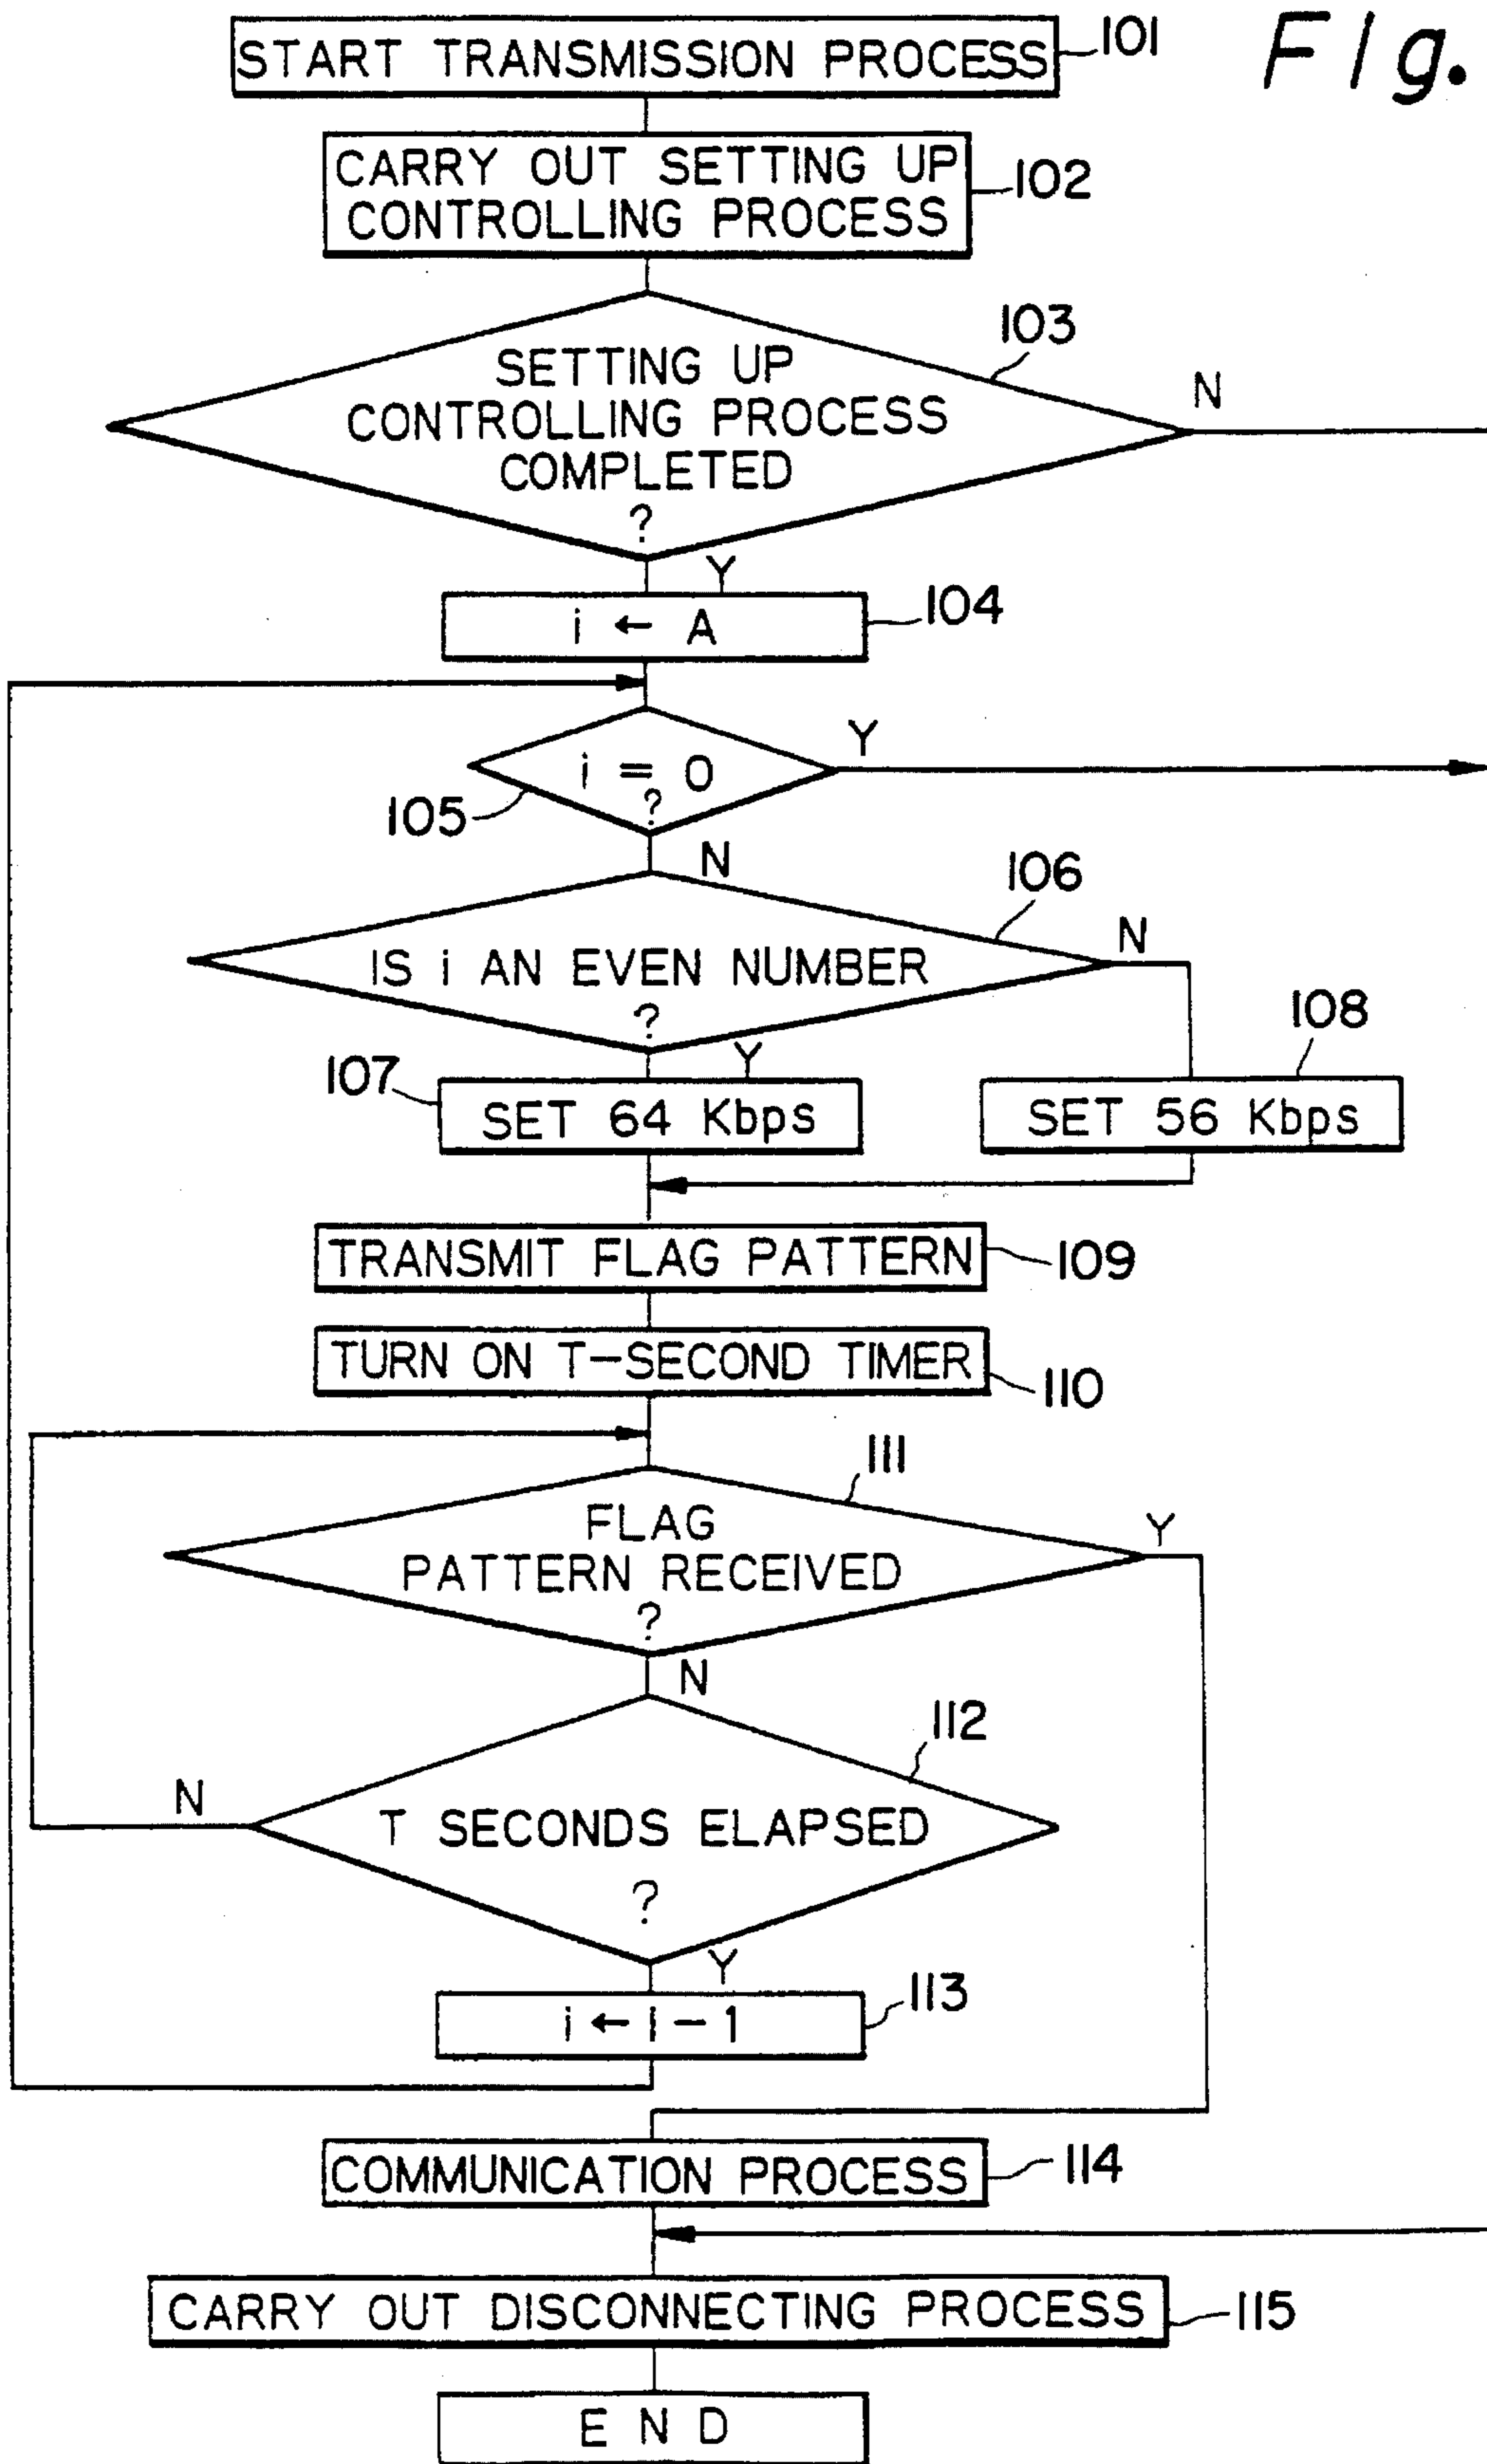 Fig.
START TRANSMISSION PROCESS
101
CARRY OUT SETTING UP
CONTROLLING PROCESS
102
103
SETTING UP
CONTROLLING PROCESS
COMPLETED
?
N
Y
i ← A
104
i = 0
?
Y
105
N
106
IS i AN EVEN NUMBER
?
N
Y
107
SET 64 Kbps
108
SET 56 Kbps
TRANSMIT FLAG PATTERN
109
TURN ON T-SECOND TIMER
110
111
FLAG
PATTERN RECEIVED
?
Y
N
112
T SECONDS ELAPSED
?
N
Y
i ← i - 1
113
COMMUNICATION PROCESS
114
CARRY OUT DISCONNECTING PROCESS
115
END